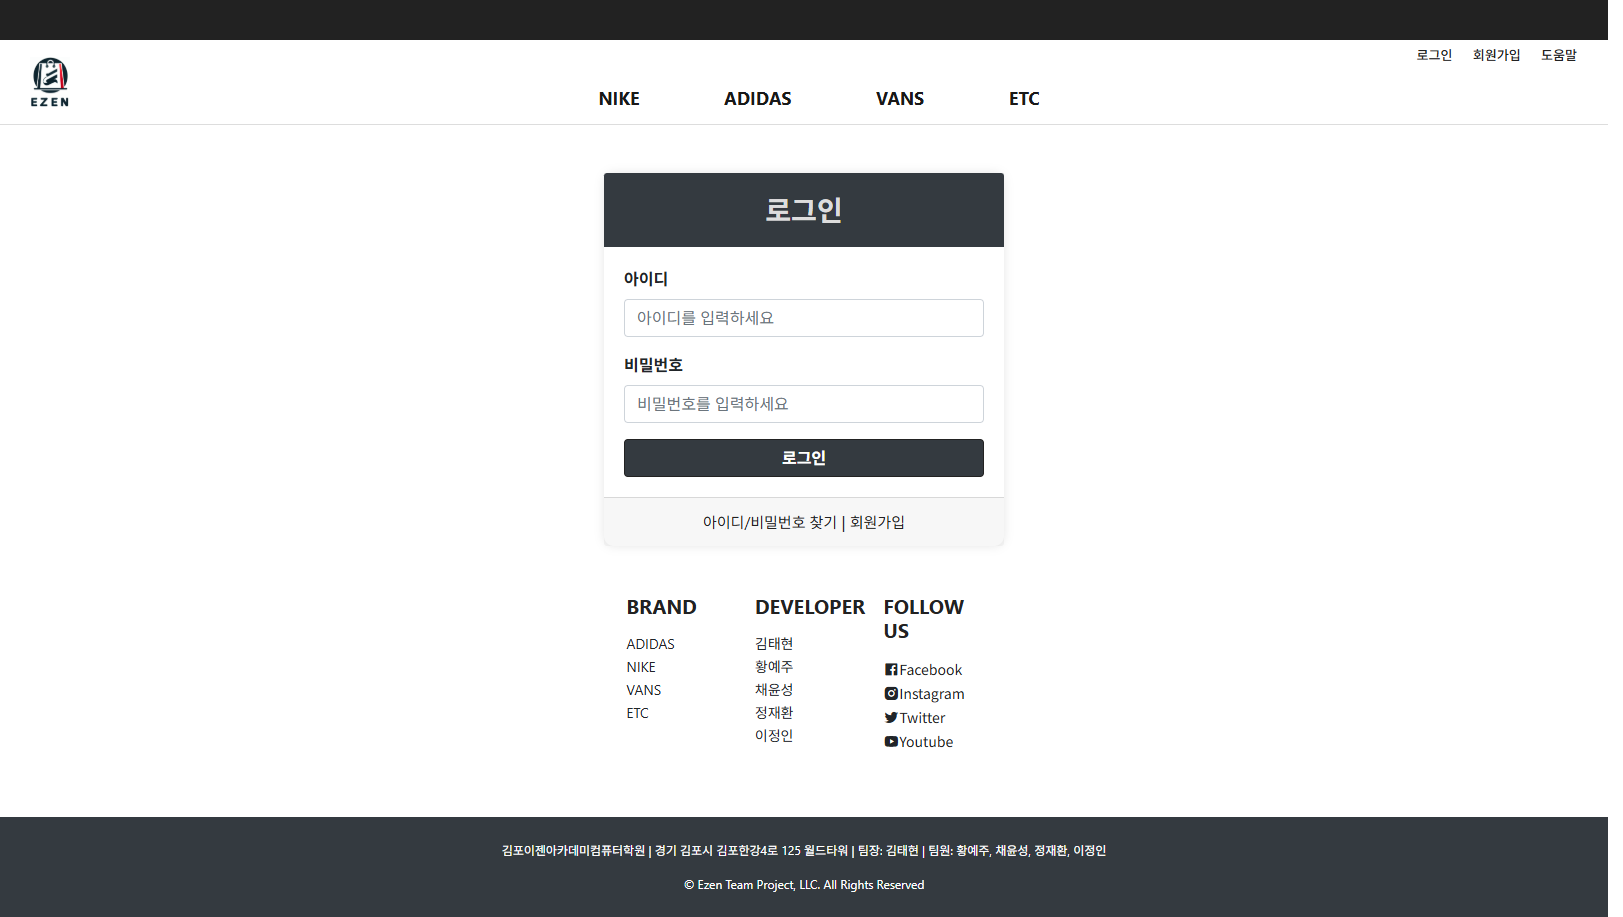 로그인 회원가입 도움말
EZEN
NIKE ADIDAS VANS ETC
로그인
아이디
아이디를 입력하세요
비밀번호
비밀번호를 입력하세요
로그인
아이디/비밀번호 찾기 | 회원가입
BRAND
ADIDAS
NIKE
VANS
ETC
DEVELOPER
김태현
황예주
채윤성
정재환
이정인
FOLLOW
US
Facebook
Instagram
Twitter
Youtube
김포이젠아카데미컴퓨터학원 | 경기 김포시 김포한강4로 125 월드타워 | 팀장: 김태현 | 팀원: 황예주, 채윤성, 정재환, 이정인
© Ezen Team Project, LLC. All Rights Reserved